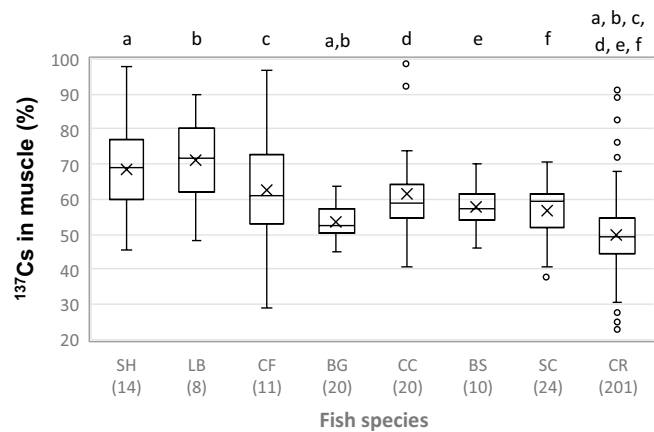 a, b, c,
a b c a,b d e f d, e, f
100
90
80
70
60
50
40
30
20
¹³⁷Cs in muscle (%)
SH LB CF BG CC BS SC CR
(14) (8) (11) (20) (20) (10) (24) (201)
Fish species